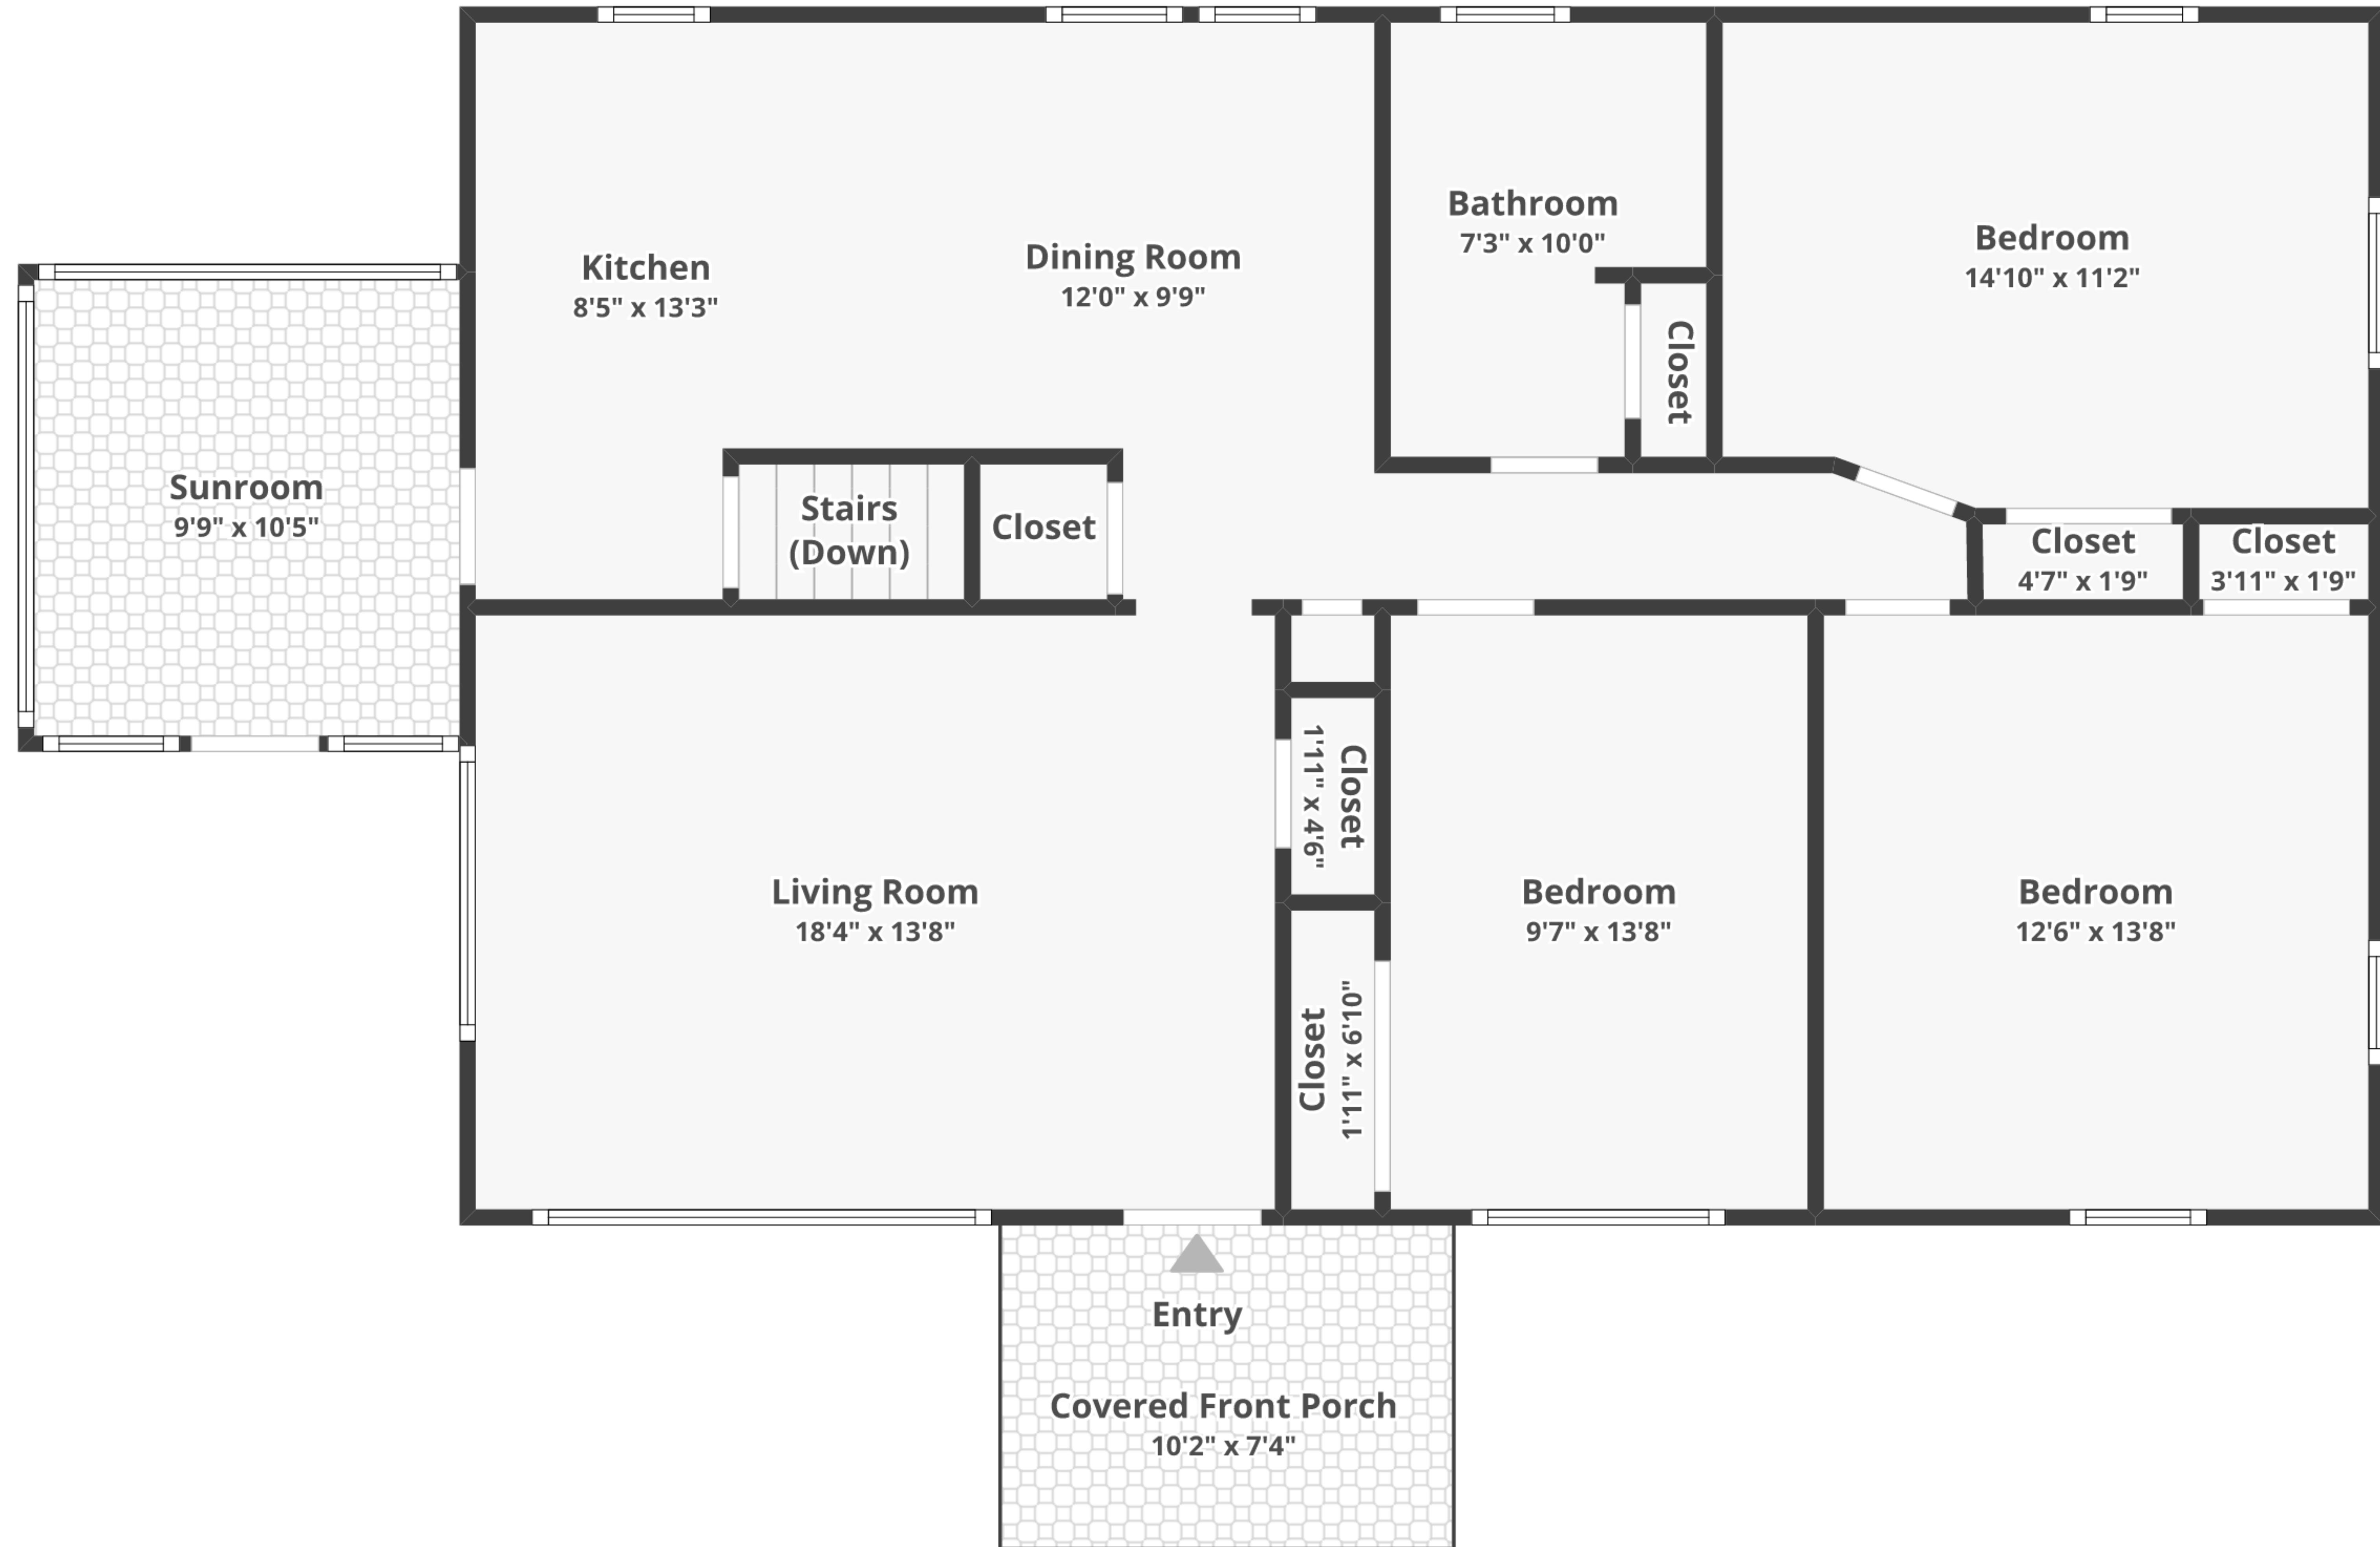 Kitchen
8'5" x 13'3"
Dining Room
12'0" x 9'9"
Bathroom
7'3" x 10'0"
Closet
Bedroom
14'10" x 11'2"
Sunroom
9'9" x 10'5"
Stairs
(Down)
Closet
Closet
4'7" x 1'9"
Closet
3'11" x 1'9"
Living Room
18'4" x 13'8"
Closet
1'11" x 4'6"
Closet
1'11" x 6'10"
Bedroom
9'7" x 13'8"
Bedroom
12'6" x 13'8"
Entry
Covered Front Porch
10'2" x 7'4"